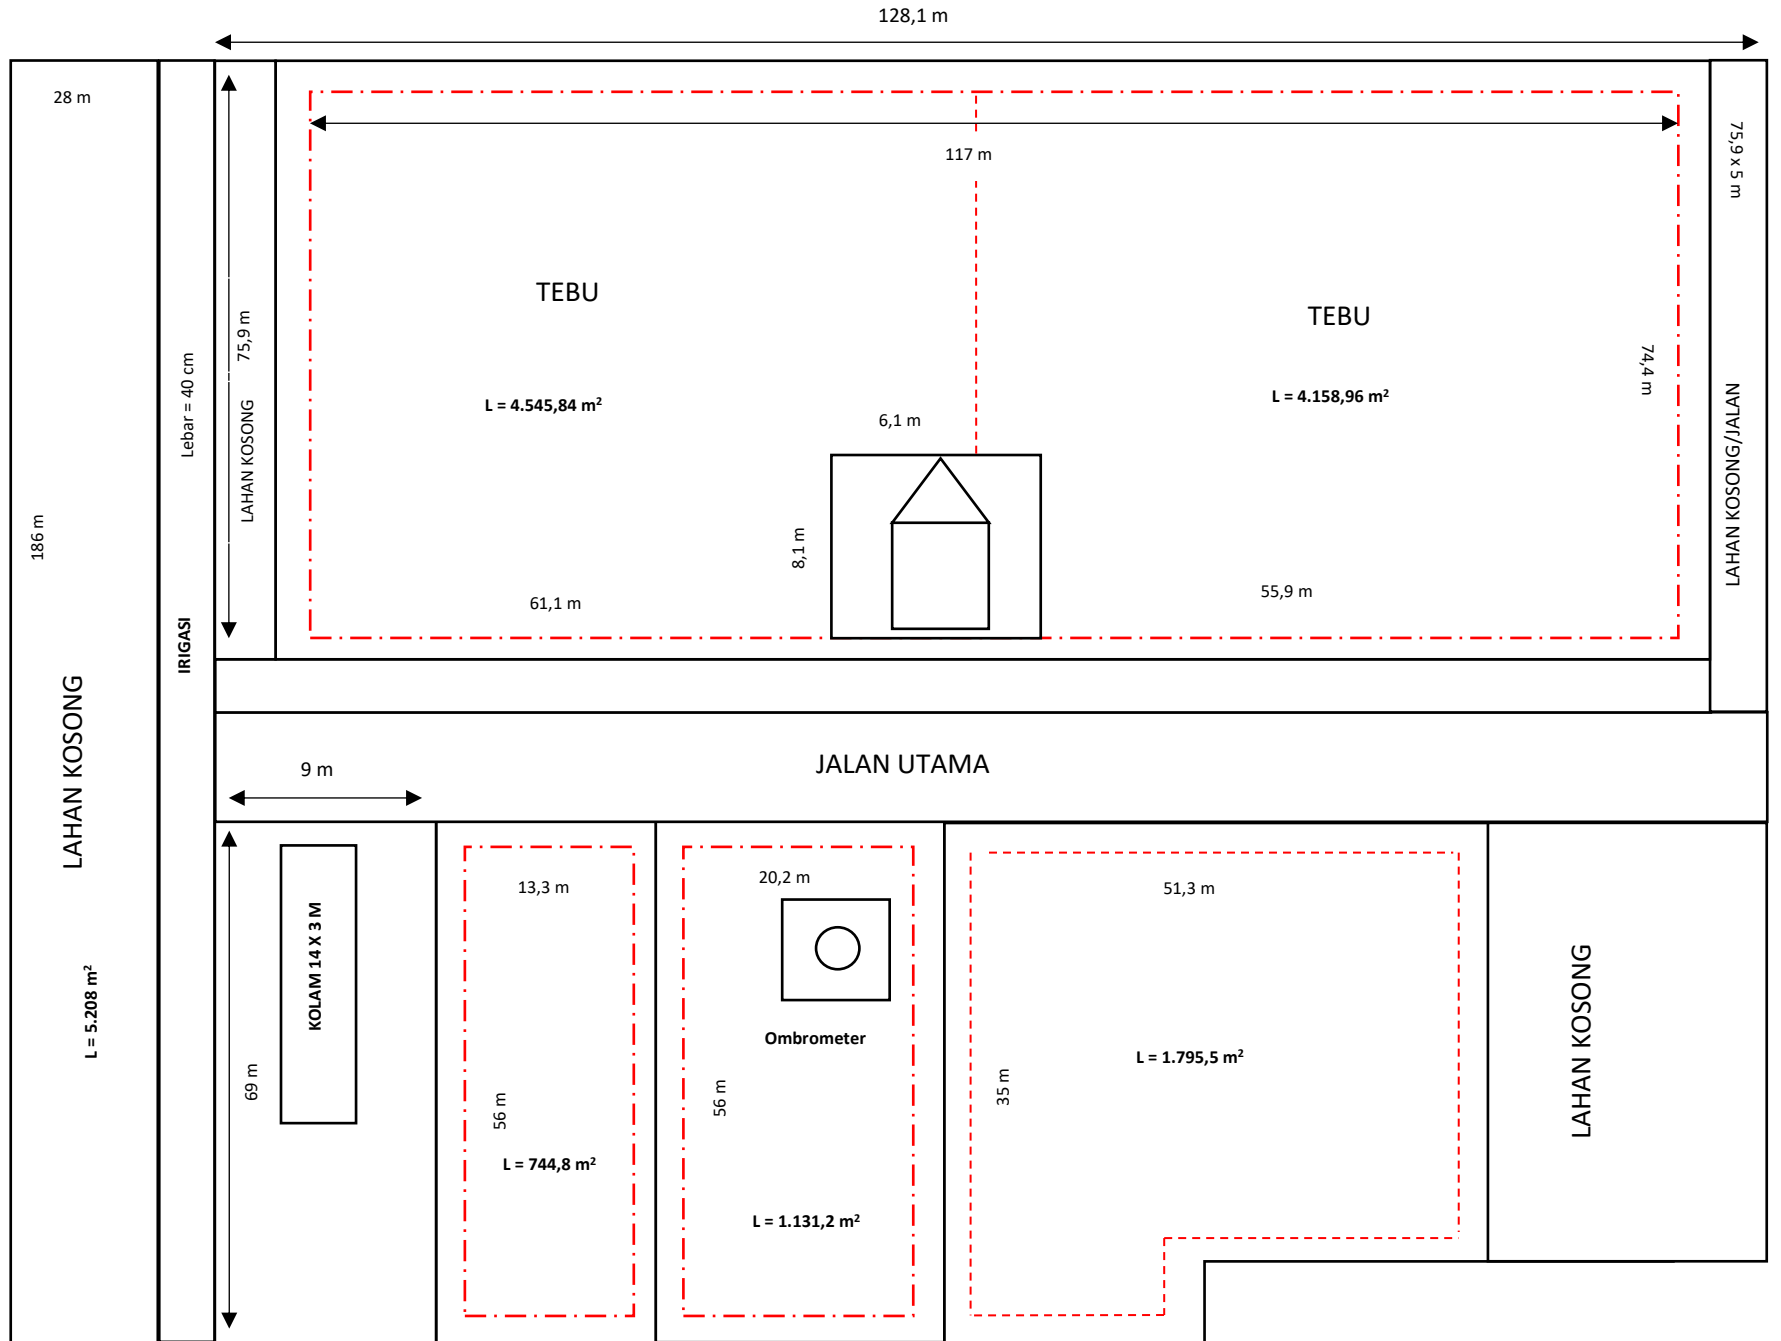 128,1 m
28 m
117 m
75,9 x 5 m
TEBU
TEBU
75,9 m
74,4 m
Lebar = 40 cm
L = 4.545,84 m²
L = 4.158,96 m²
6,1 m
LAHAN KOSONG
LAHAN KOSONG/JALAN
186 m
8,1 m
61,1 m
55,9 m
IRIGASI
LAHAN KOSONG
JALAN UTAMA
9 m
13,3 m
20,2 m
51,3 m
KOLAM 14 X 3 M
L = 5.208 m²
Ombrometer
LAHAN KOSONG
69 m
56 m
56 m
35 m
L = 1.795,5 m²
L = 744,8 m²
L = 1.131,2 m²